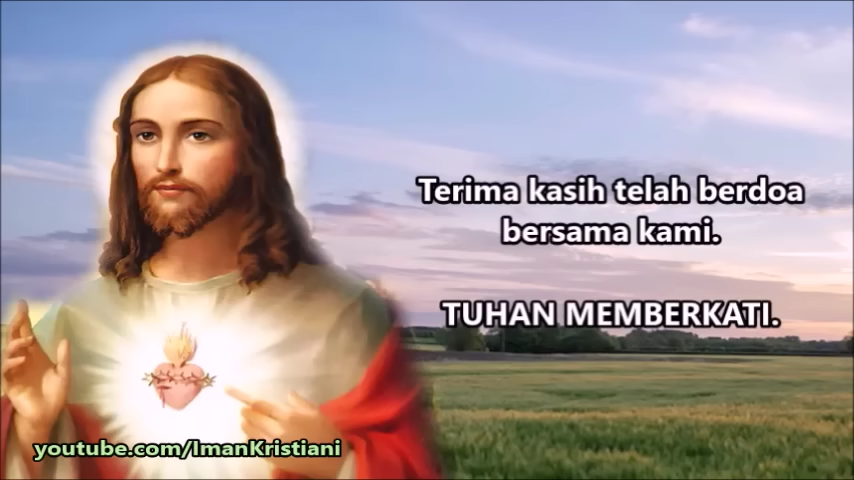 Terima kasih telah berdoa
bersama kami.
TUHAN MEMBERKATI.
youtube.com/ImanKristiani